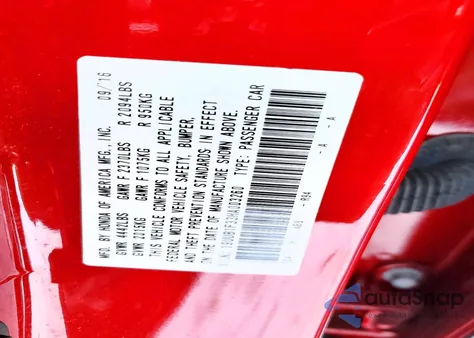 MFD. BY HONDA OF AMERICA MFG., INC. 09/16
GVWR 4442LBS GAWR F 2370LBS R 2094LBS
GVWR 2015KG GAWR F 1075KG R 950KG
THIS VEHICLE CONFORMS TO ALL APPLICABLE
FEDERAL MOTOR VEHICLE SAFETY, BUMPER,
AND THEFT PREVENTION STANDARDS IN EFFECT
ON THE DATE OF MANUFACTURE SHOWN ABOVE.
TYPE: PASSENGER CAR
- A - A
autoSnap